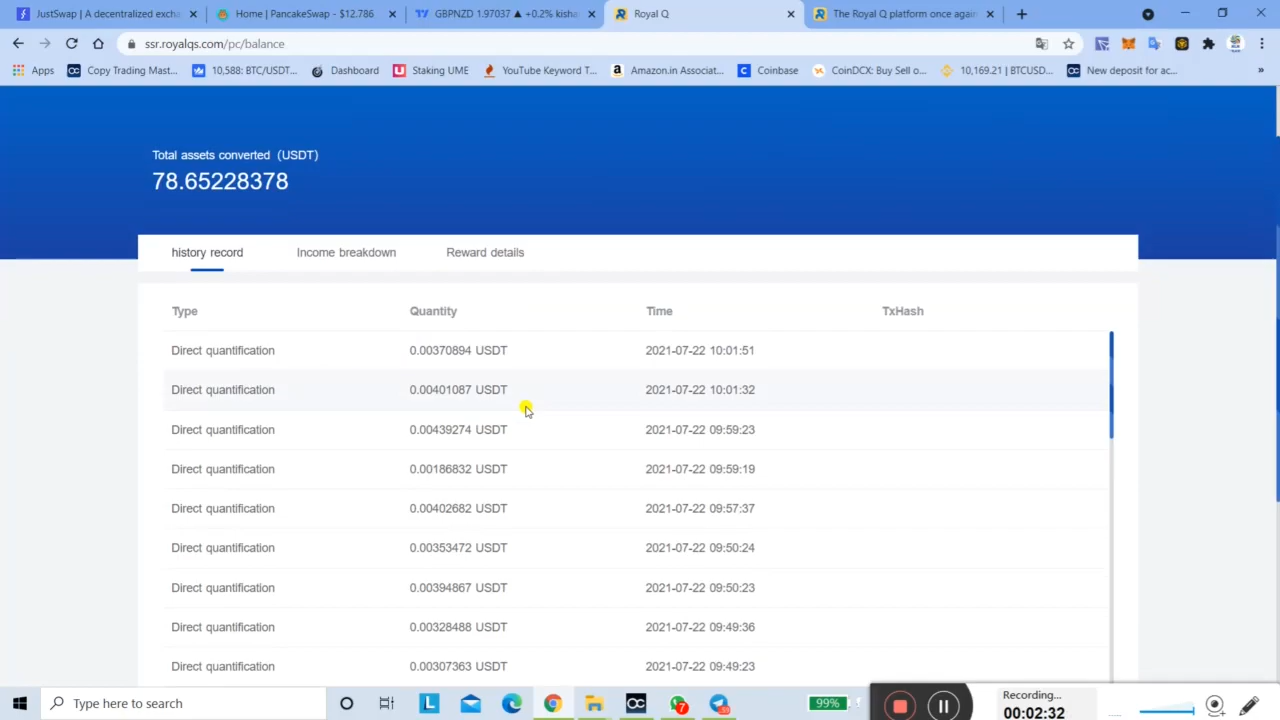 JustSwap | A decentralized excha
Home | PancakeSwap - $12.786
GBPNZD 1.97037 ▲ +0.2% kisha
Royal Q
The Royal Q platform once again
ssr.royalqs.com/pc/balance
Apps
Copy Trading Mast...
10,588: BTC/USDT...
Dashboard
Staking UME
YouTube Keyword T...
Amazon.in Associat...
Coinbase
CoinDCX: Buy Sell o...
10,169.21 | BTCUSD...
New deposit for ac...
»
Total assets converted (USDT)
78.65228378
history record
Income breakdown
Reward details
Type Quantity Time TxHash
Direct quantification 0.00370894 USDT 2021-07-22 10:01:51
Direct quantification 0.00401087 USDT 2021-07-22 10:01:32
Direct quantification 0.00439274 USDT 2021-07-22 09:59:23
Direct quantification 0.00186832 USDT 2021-07-22 09:59:19
Direct quantification 0.00402682 USDT 2021-07-22 09:57:37
Direct quantification 0.00353472 USDT 2021-07-22 09:50:24
Direct quantification 0.00394867 USDT 2021-07-22 09:50:23
Direct quantification 0.00328488 USDT 2021-07-22 09:49:36
Direct quantification 0.00307363 USDT 2021-07-22 09:49:23
Type here to search
99%
Recording...
00:02:32